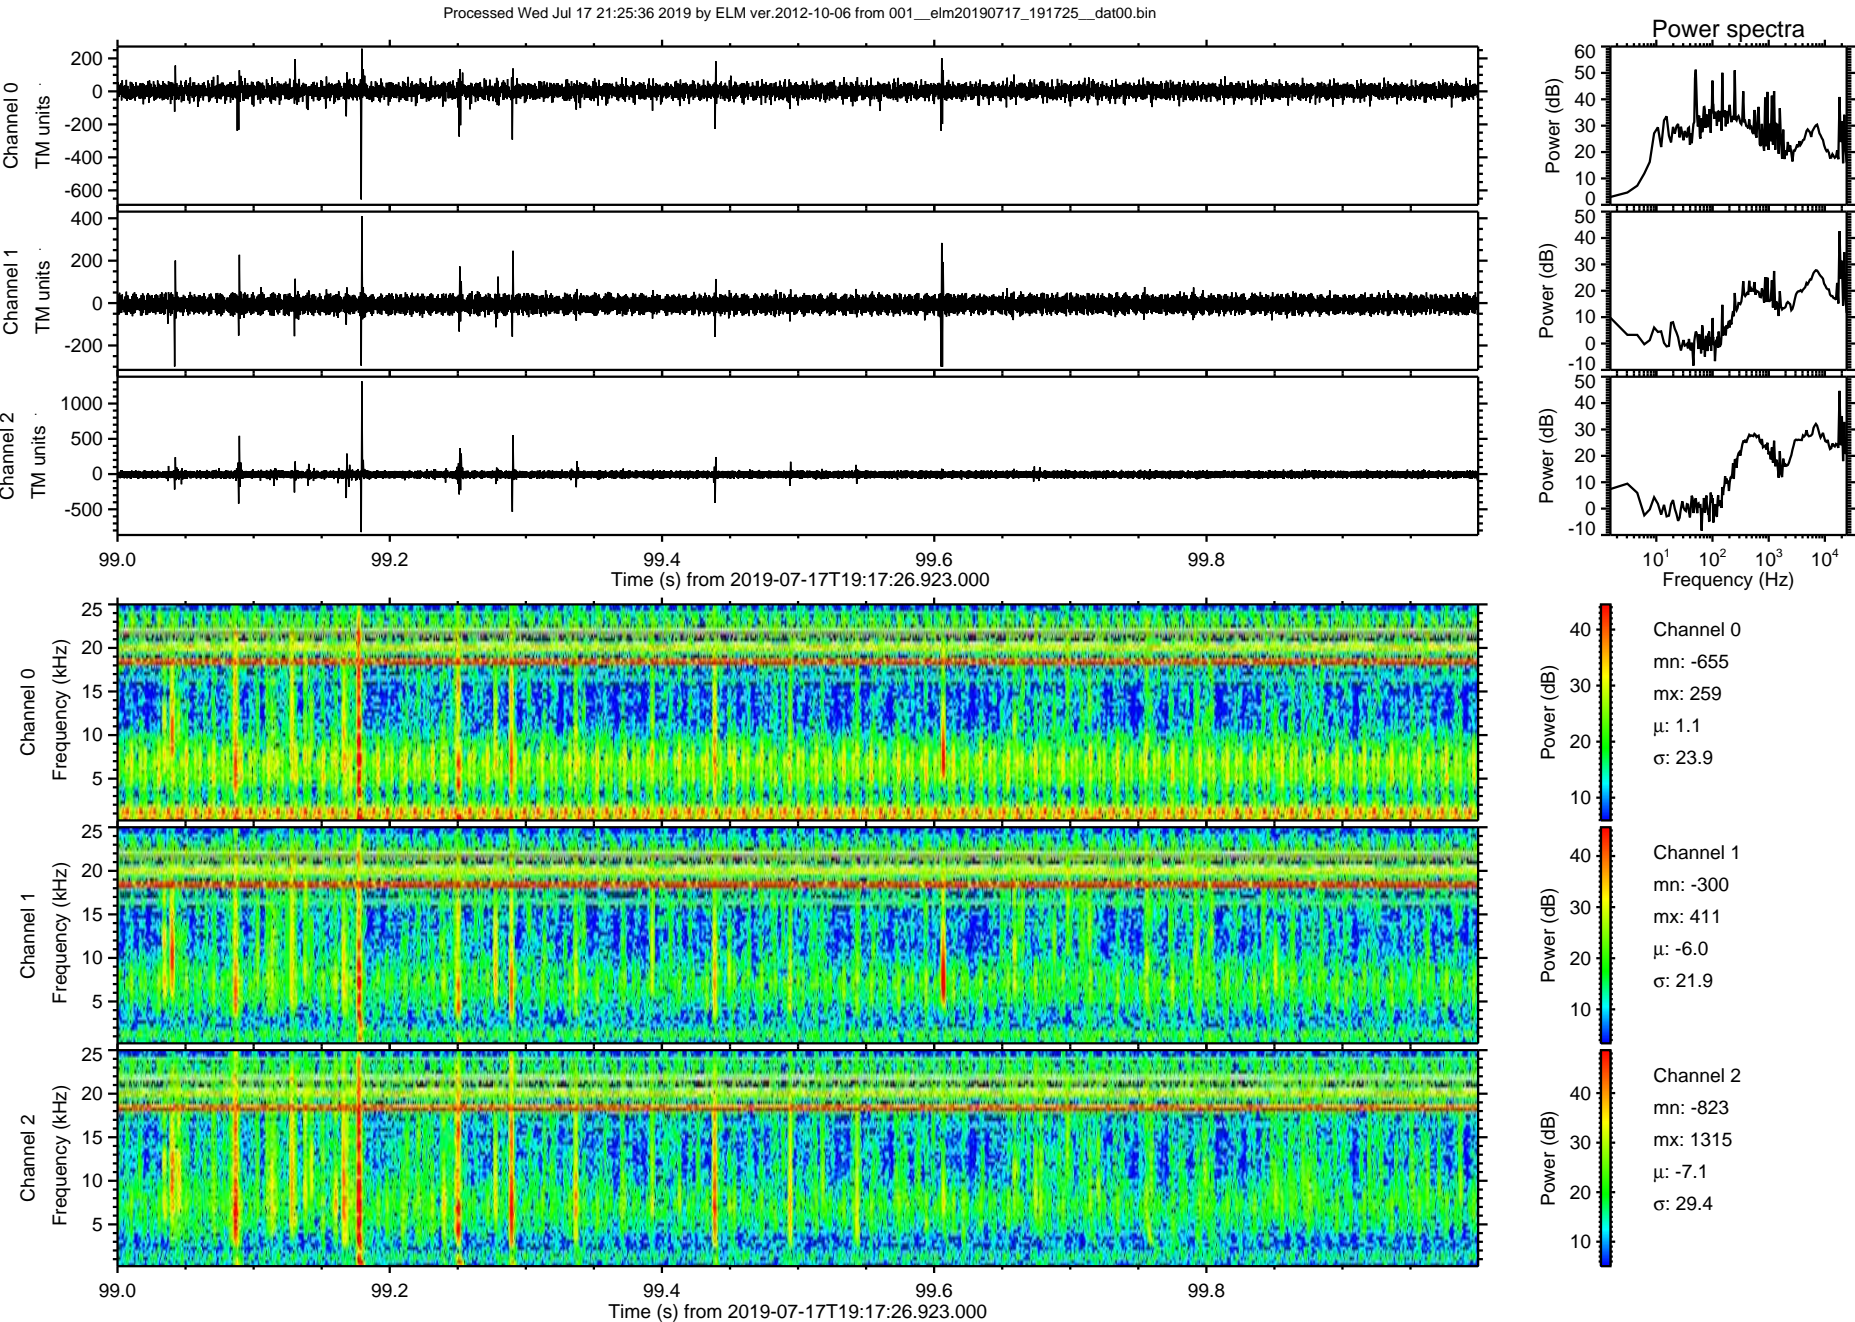 Processed Wed Jul 17 21:25:36 2019 by ELM ver.2012-10-06 from 001__elm20190717_191725__dat00.bin
Power spectra
Channel 0
TM units
200
0
-200
-400
-600
Power (dB)
60
50
40
30
20
10
0
Channel 1
TM units
400
200
0
-200
Power (dB)
50
40
30
20
10
0
-10
Channel 2
TM units
1000
500
0
-500
Power (dB)
50
40
30
20
10
0
-10
99.0 99.2 99.4 99.6 99.8
Time (s) from 2019-07-17T19:17:26.923.000
10^1 10^2 10^3 10^4
Frequency (Hz)
Channel 0
Frequency (kHz)
25
20
15
10
5
Power (dB)
40
30
20
10
Channel 0
mn: -655
mx: 259
μ: 1.1
σ: 23.9
Channel 1
Frequency (kHz)
25
20
15
10
5
Power (dB)
40
30
20
10
Channel 1
mn: -300
mx: 411
μ: -6.0
σ: 21.9
Channel 2
Frequency (kHz)
25
20
15
10
5
Power (dB)
40
30
20
10
Channel 2
mn: -823
mx: 1315
μ: -7.1
σ: 29.4
99.0 99.2 99.4 99.6 99.8
Time (s) from 2019-07-17T19:17:26.923.000